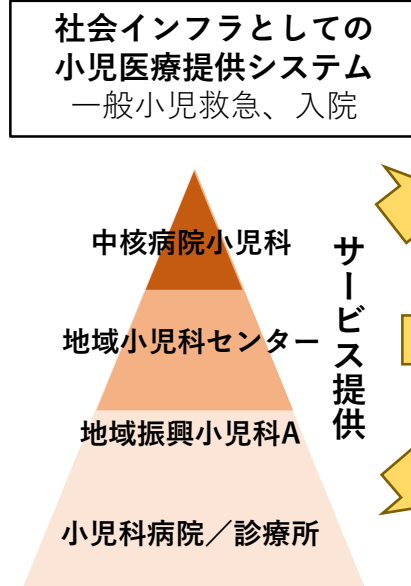 社会インフラとしての
小児医療提供システム
一般小児救急、入院
中核病院小児科
地域小児科センター
地域振興小児科A
小児科病院／診療所
サービス提供